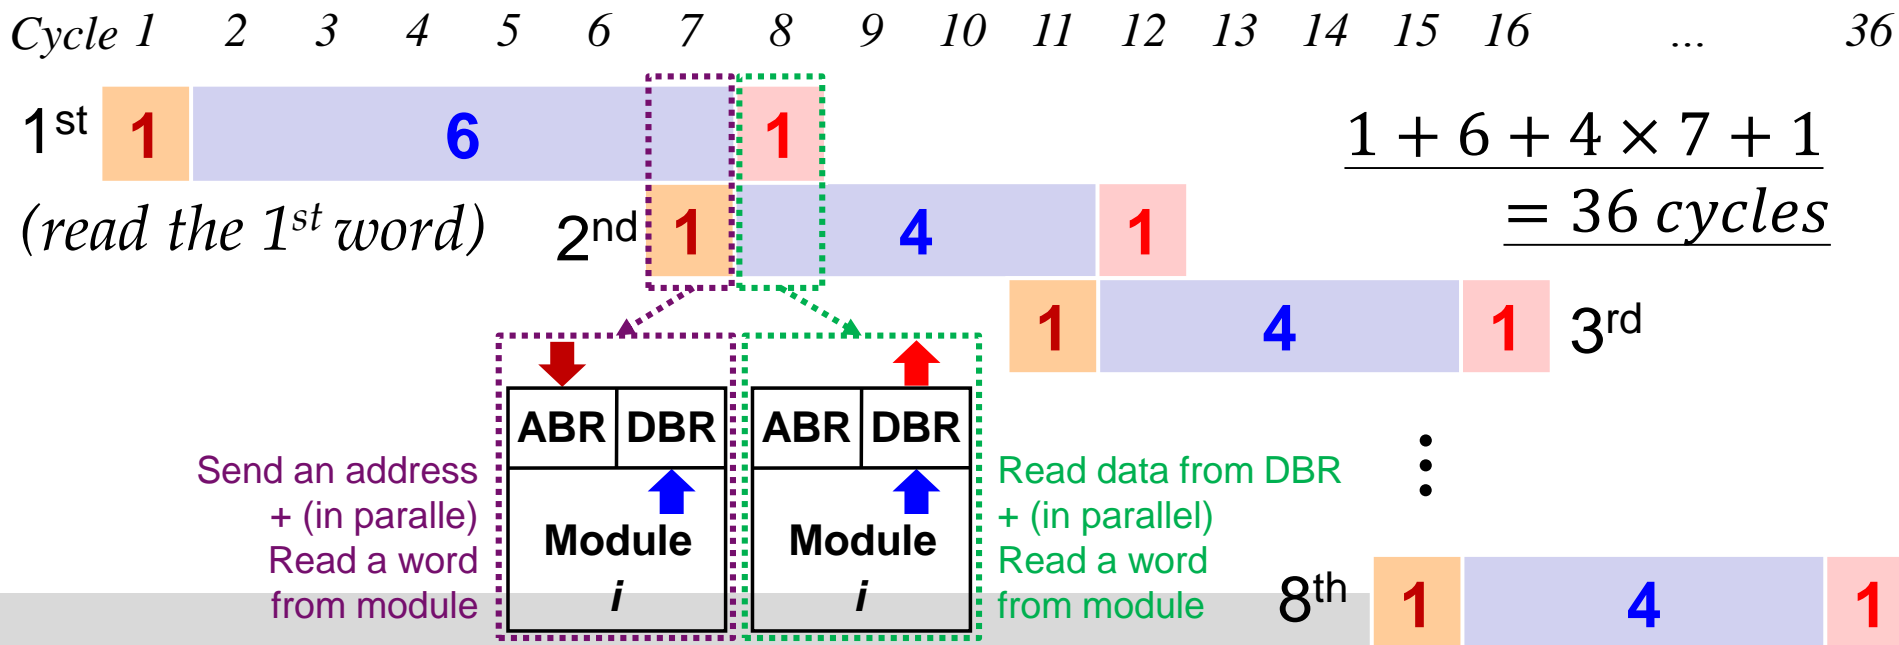 Cycle 1 2 3 4 5 6 7 8 9 10 11 12 13 14 15 16 ... 36
1st 1 6 1
1 + 6 + 4 × 7 + 1
= 36 cycles
(read the 1st word)
2nd 1 4 1
1 4 1 3rd
ABR DBR
Module
i
ABR DBR
Module
i
Send an address
+ (in paralle)
Read a word
from module
Read data from DBR
+ (in parallel)
Read a word
from module
⋮
8th 1 4 1